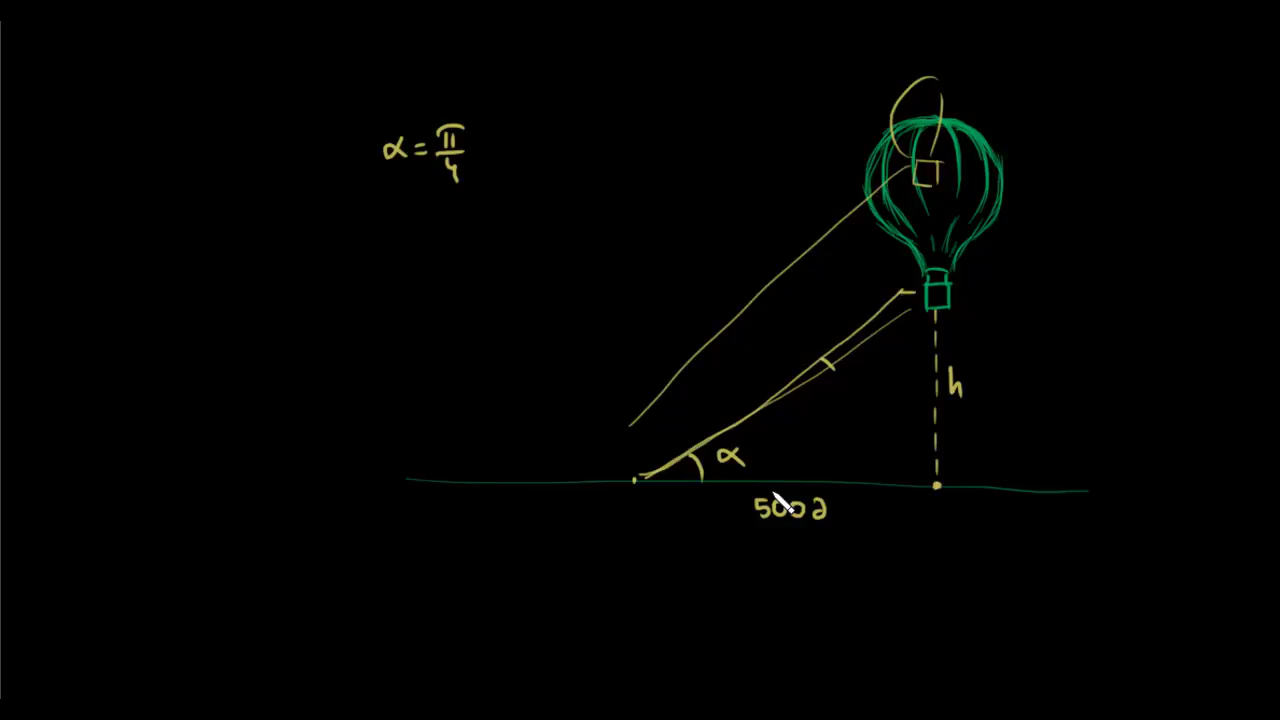 α = π/4
h
α
500 მ